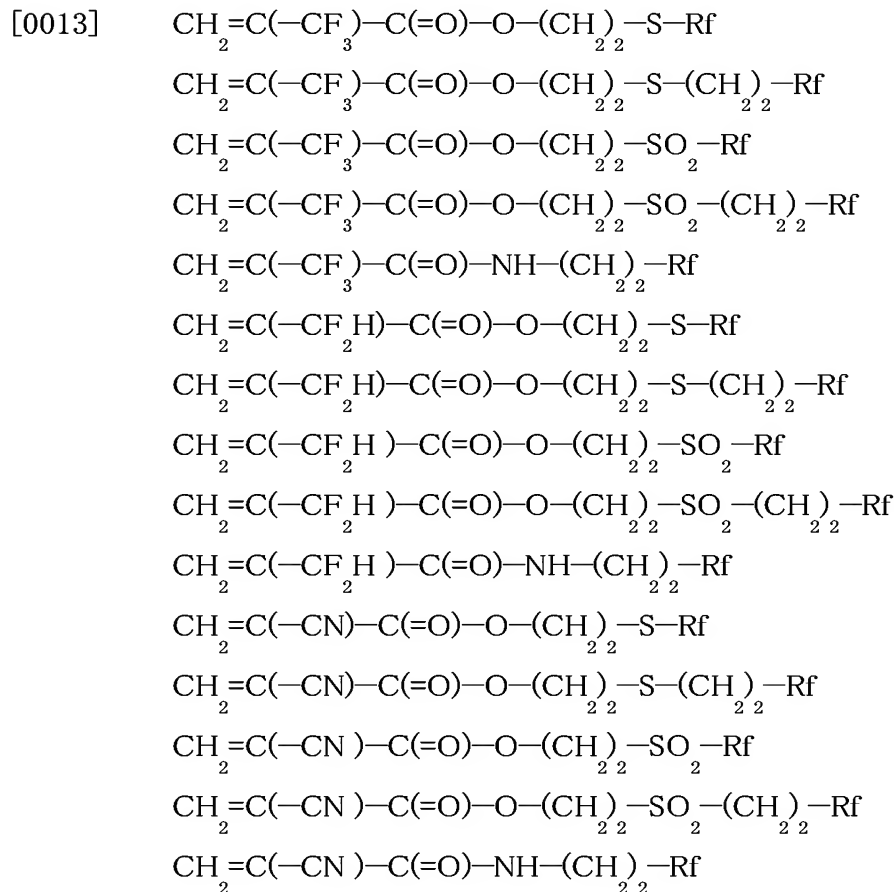 [0013] CH₂=C(—CF₃)—C(=O)—O—(CH₂)₂—S—Rf
CH₂=C(—CF₃)—C(=O)—O—(CH₂)₂—S—(CH₂)₂—Rf
CH₂=C(—CF₃)—C(=O)—O—(CH₂)₂—SO₂—Rf
CH₂=C(—CF₃)—C(=O)—O—(CH₂)₂—SO₂—(CH₂)₂—Rf
CH₂=C(—CF₃)—C(=O)—NH—(CH₂)₂—Rf
CH₂=C(—CF₂H)—C(=O)—O—(CH₂)₂—S—Rf
CH₂=C(—CF₂H)—C(=O)—O—(CH₂)₂—S—(CH₂)₂—Rf
CH₂=C(—CF₂H)—C(=O)—O—(CH₂)₂—SO₂—Rf
CH₂=C(—CF₂H)—C(=O)—O—(CH₂)₂—SO₂—(CH₂)₂—Rf
CH₂=C(—CF₂H)—C(=O)—NH—(CH₂)₂—Rf
CH₂=C(—CN)—C(=O)—O—(CH₂)₂—S—Rf
CH₂=C(—CN)—C(=O)—O—(CH₂)₂—S—(CH₂)₂—Rf
CH₂=C(—CN)—C(=O)—O—(CH₂)₂—SO₂—Rf
CH₂=C(—CN)—C(=O)—O—(CH₂)₂—SO₂—(CH₂)₂—Rf
CH₂=C(—CN)—C(=O)—NH—(CH₂)₂—Rf